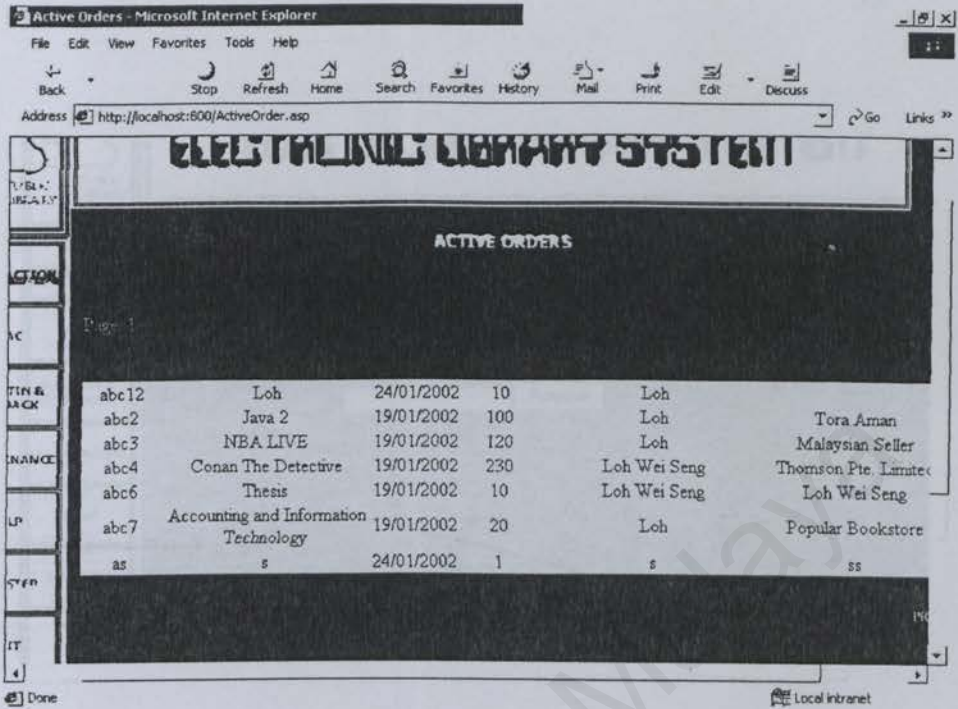 Active Orders - Microsoft Internet Explorer
File Edit View Favorites Tools Help
Back Stop Refresh Home Search Favorites History Mail Print Edit Discuss
Address http://localhost:600/ActiveOrder.asp Go Links »
ELECTRONIC LIBRARY SYSTEM
ACTIVE ORDERS
Page 1
abc12 Loh 24/01/2002 10 Loh
abc2 Java 2 19/01/2002 100 Loh Tora Aman
abc3 NBA LIVE 19/01/2002 120 Loh Malaysian Seller
abc4 Conan The Detective 19/01/2002 230 Loh Wei Seng Thomson Pte. Limited
abc6 Thesis 19/01/2002 10 Loh Wei Seng Loh Wei Seng
abc7 Accounting and Information Technology 19/01/2002 20 Loh Popular Bookstore
as s 24/01/2002 1 s ss
Done Local intranet